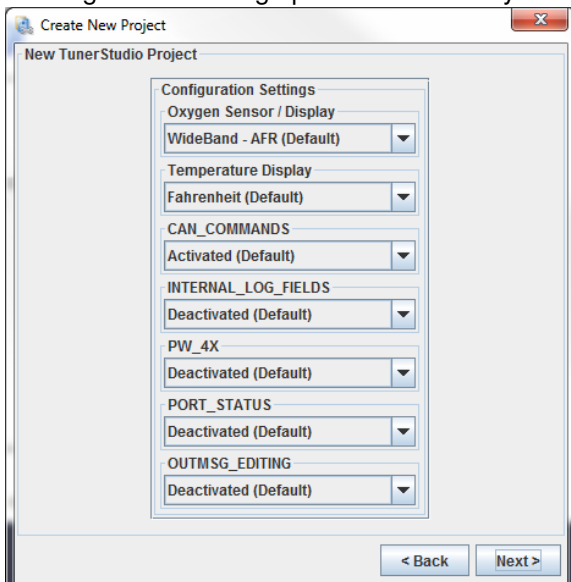 Create New Project
New TunerStudio Project
Configuration Settings
Oxygen Sensor / Display
WideBand - AFR (Default)
Temperature Display
Fahrenheit (Default)
CAN_COMMANDS
Activated (Default)
INTERNAL_LOG_FIELDS
Deactivated (Default)
PW_4X
Deactivated (Default)
PORT_STATUS
Deactivated (Default)
OUTMSG_EDITING
Deactivated (Default)
< Back Next >